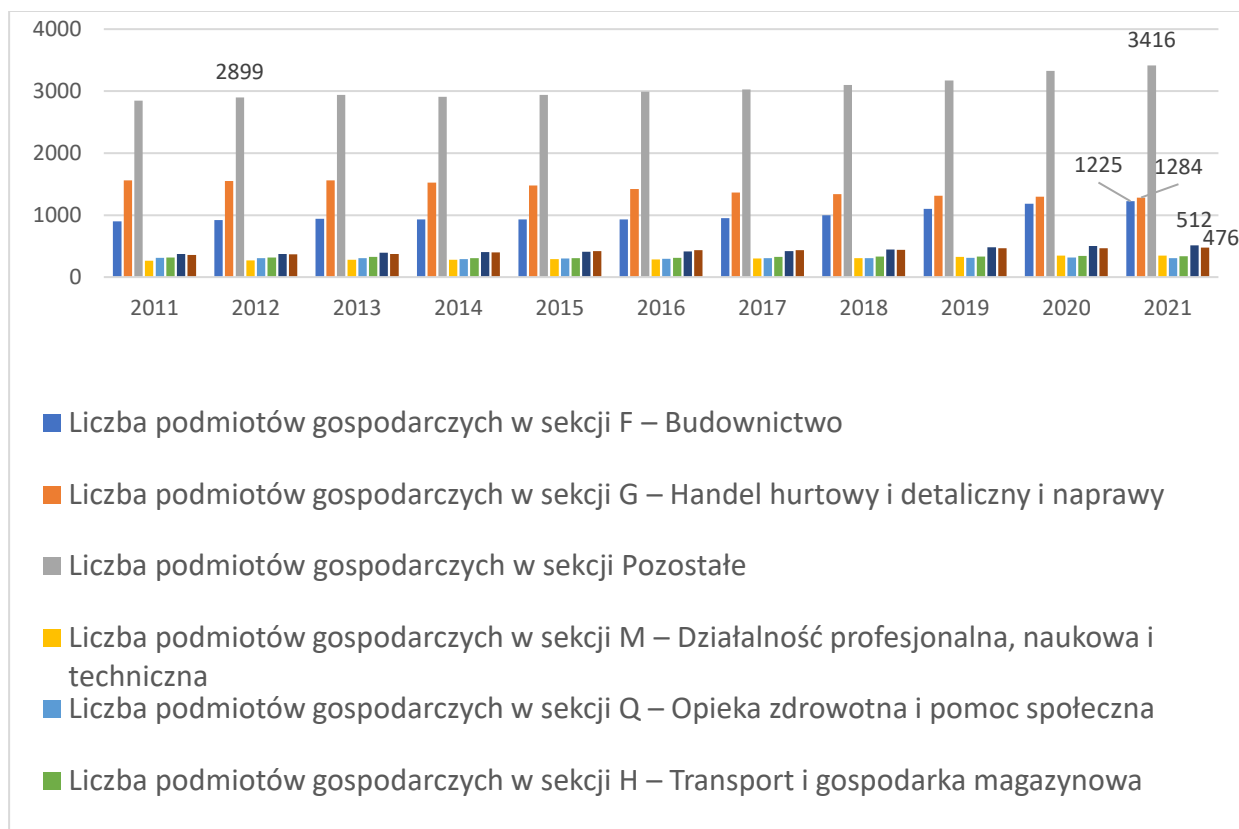 4000
3416
2899
3000
2000
1225
1284
1000
512
476
0
2011 2012 2013 2014 2015 2016 2017 2018 2019 2020 2021
Liczba podmiotów gospodarczych w sekcji F – Budownictwo
Liczba podmiotów gospodarczych w sekcji G – Handel hurtowy i detaliczny i naprawy
Liczba podmiotów gospodarczych w sekcji Pozostałe
Liczba podmiotów gospodarczych w sekcji M – Działalność profesjonalna, naukowa i
techniczna
Liczba podmiotów gospodarczych w sekcji Q – Opieka zdrowotna i pomoc społeczna
Liczba podmiotów gospodarczych w sekcji H – Transport i gospodarka magazynowa